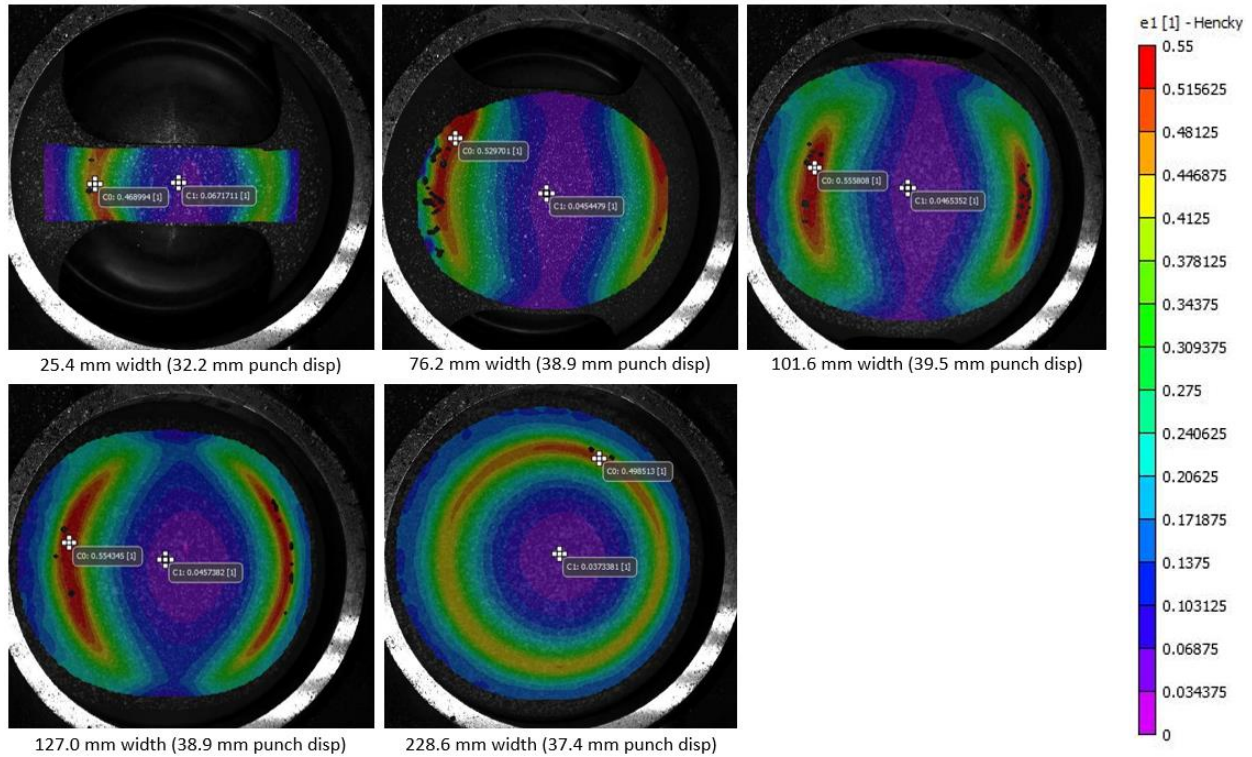 e1 [1] - Hencky
0.55
0.515625
0.48125
0.446875
0.4125
0.378125
0.34375
0.309375
0.275
0.240625
0.20625
0.171875
0.1375
0.103125
0.06875
0.034375
0
C0: 0.468994 [1]
C1: 0.0671711 [1]
25.4 mm width (32.2 mm punch disp)
C0: 0.529701 [1]
C1: 0.0454479 [1]
76.2 mm width (38.9 mm punch disp)
C0: 0.555808 [1]
C1: 0.0465352 [1]
101.6 mm width (39.5 mm punch disp)
C0: 0.554345 [1]
C1: 0.0457382 [1]
127.0 mm width (38.9 mm punch disp)
C0: 0.498513 [1]
C1: 0.0373381 [1]
228.6 mm width (37.4 mm punch disp)